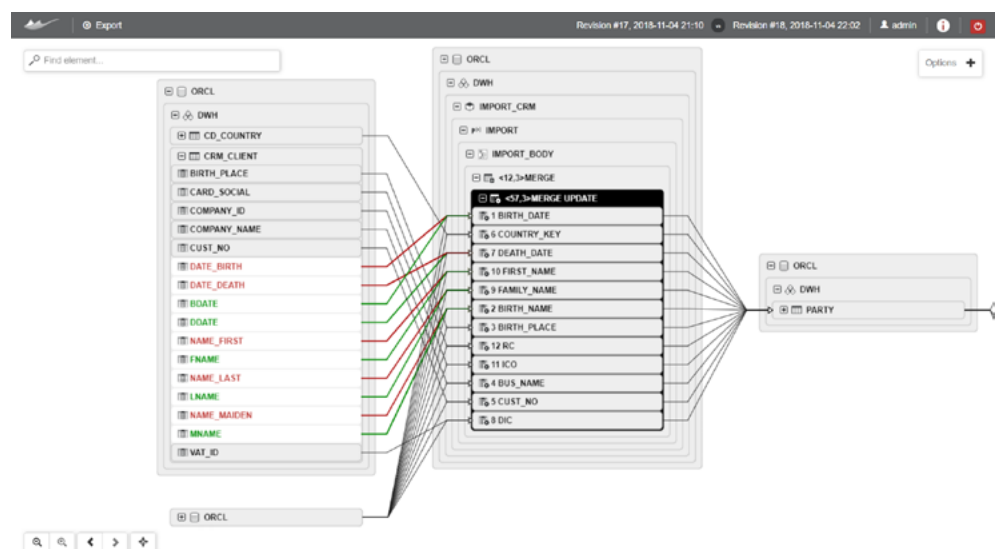 Export
Revision #17, 2018-11-04 21:10 vs Revision #18, 2018-11-04 22:02 admin
Find element...
Options
ORCL
DWH
CD_COUNTRY
CRM_CLIENT
BIRTH_PLACE
CARD_SOCIAL
COMPANY_ID
COMPANY_NAME
CUST_NO
DATE_BIRTH
DATE_DEATH
BDATE
DDATE
NAME_FIRST
FNAME
NAME_LAST
LNAME
NAME_MAIDEN
MNAME
VAT_ID
ORCL
ORCL
DWH
IMPORT_CRM
IMPORT
IMPORT_BODY
<12,3>MERGE
<57,3>MERGE UPDATE
1 BIRTH_DATE
6 COUNTRY_KEY
7 DEATH_DATE
10 FIRST_NAME
9 FAMILY_NAME
2 BIRTH_NAME
3 BIRTH_PLACE
12 RC
11 ICO
4 BUS_NAME
5 CUST_NO
8 DIC
ORCL
DWH
PARTY